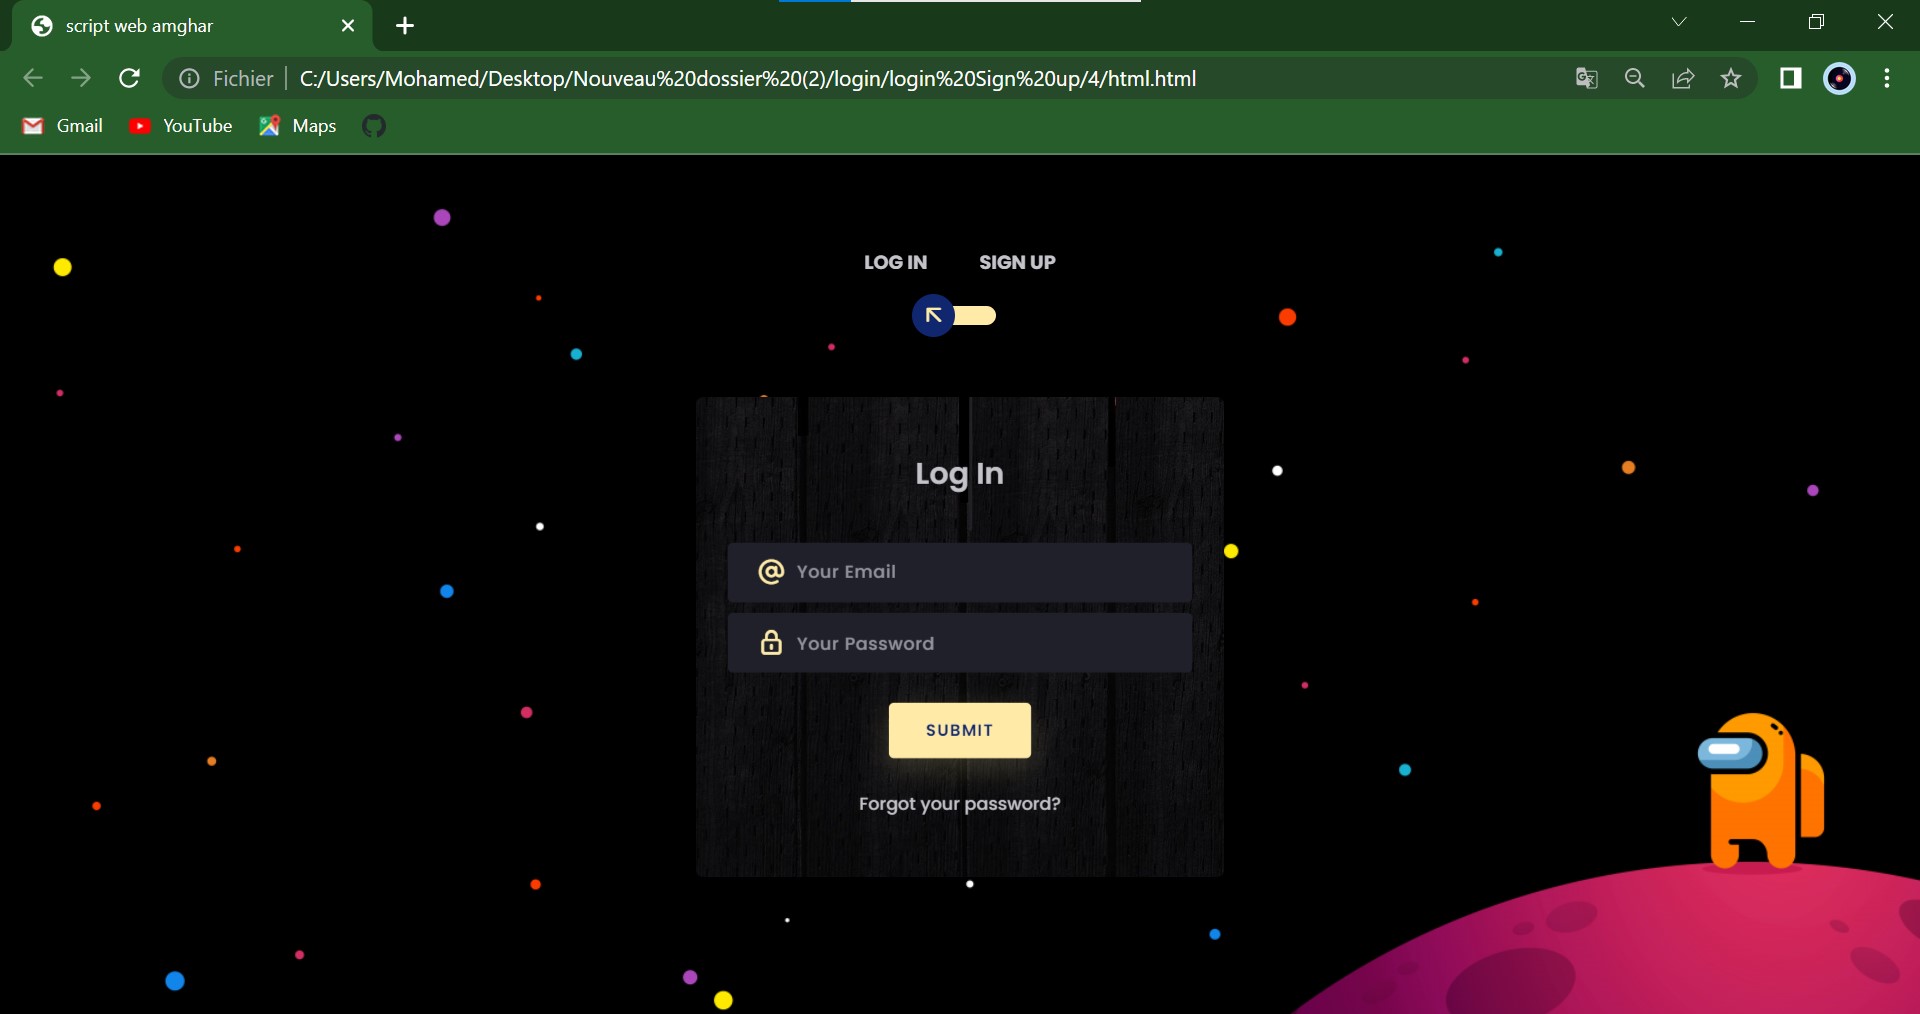 script web amghar
Fichier C:/Users/Mohamed/Desktop/Nouveau%20dossier%20(2)/login/login%20Sign%20up/4/html.html
Gmail YouTube Maps
LOG IN SIGN UP
Log In
@ Your Email
Your Password
SUBMIT
Forgot your password?